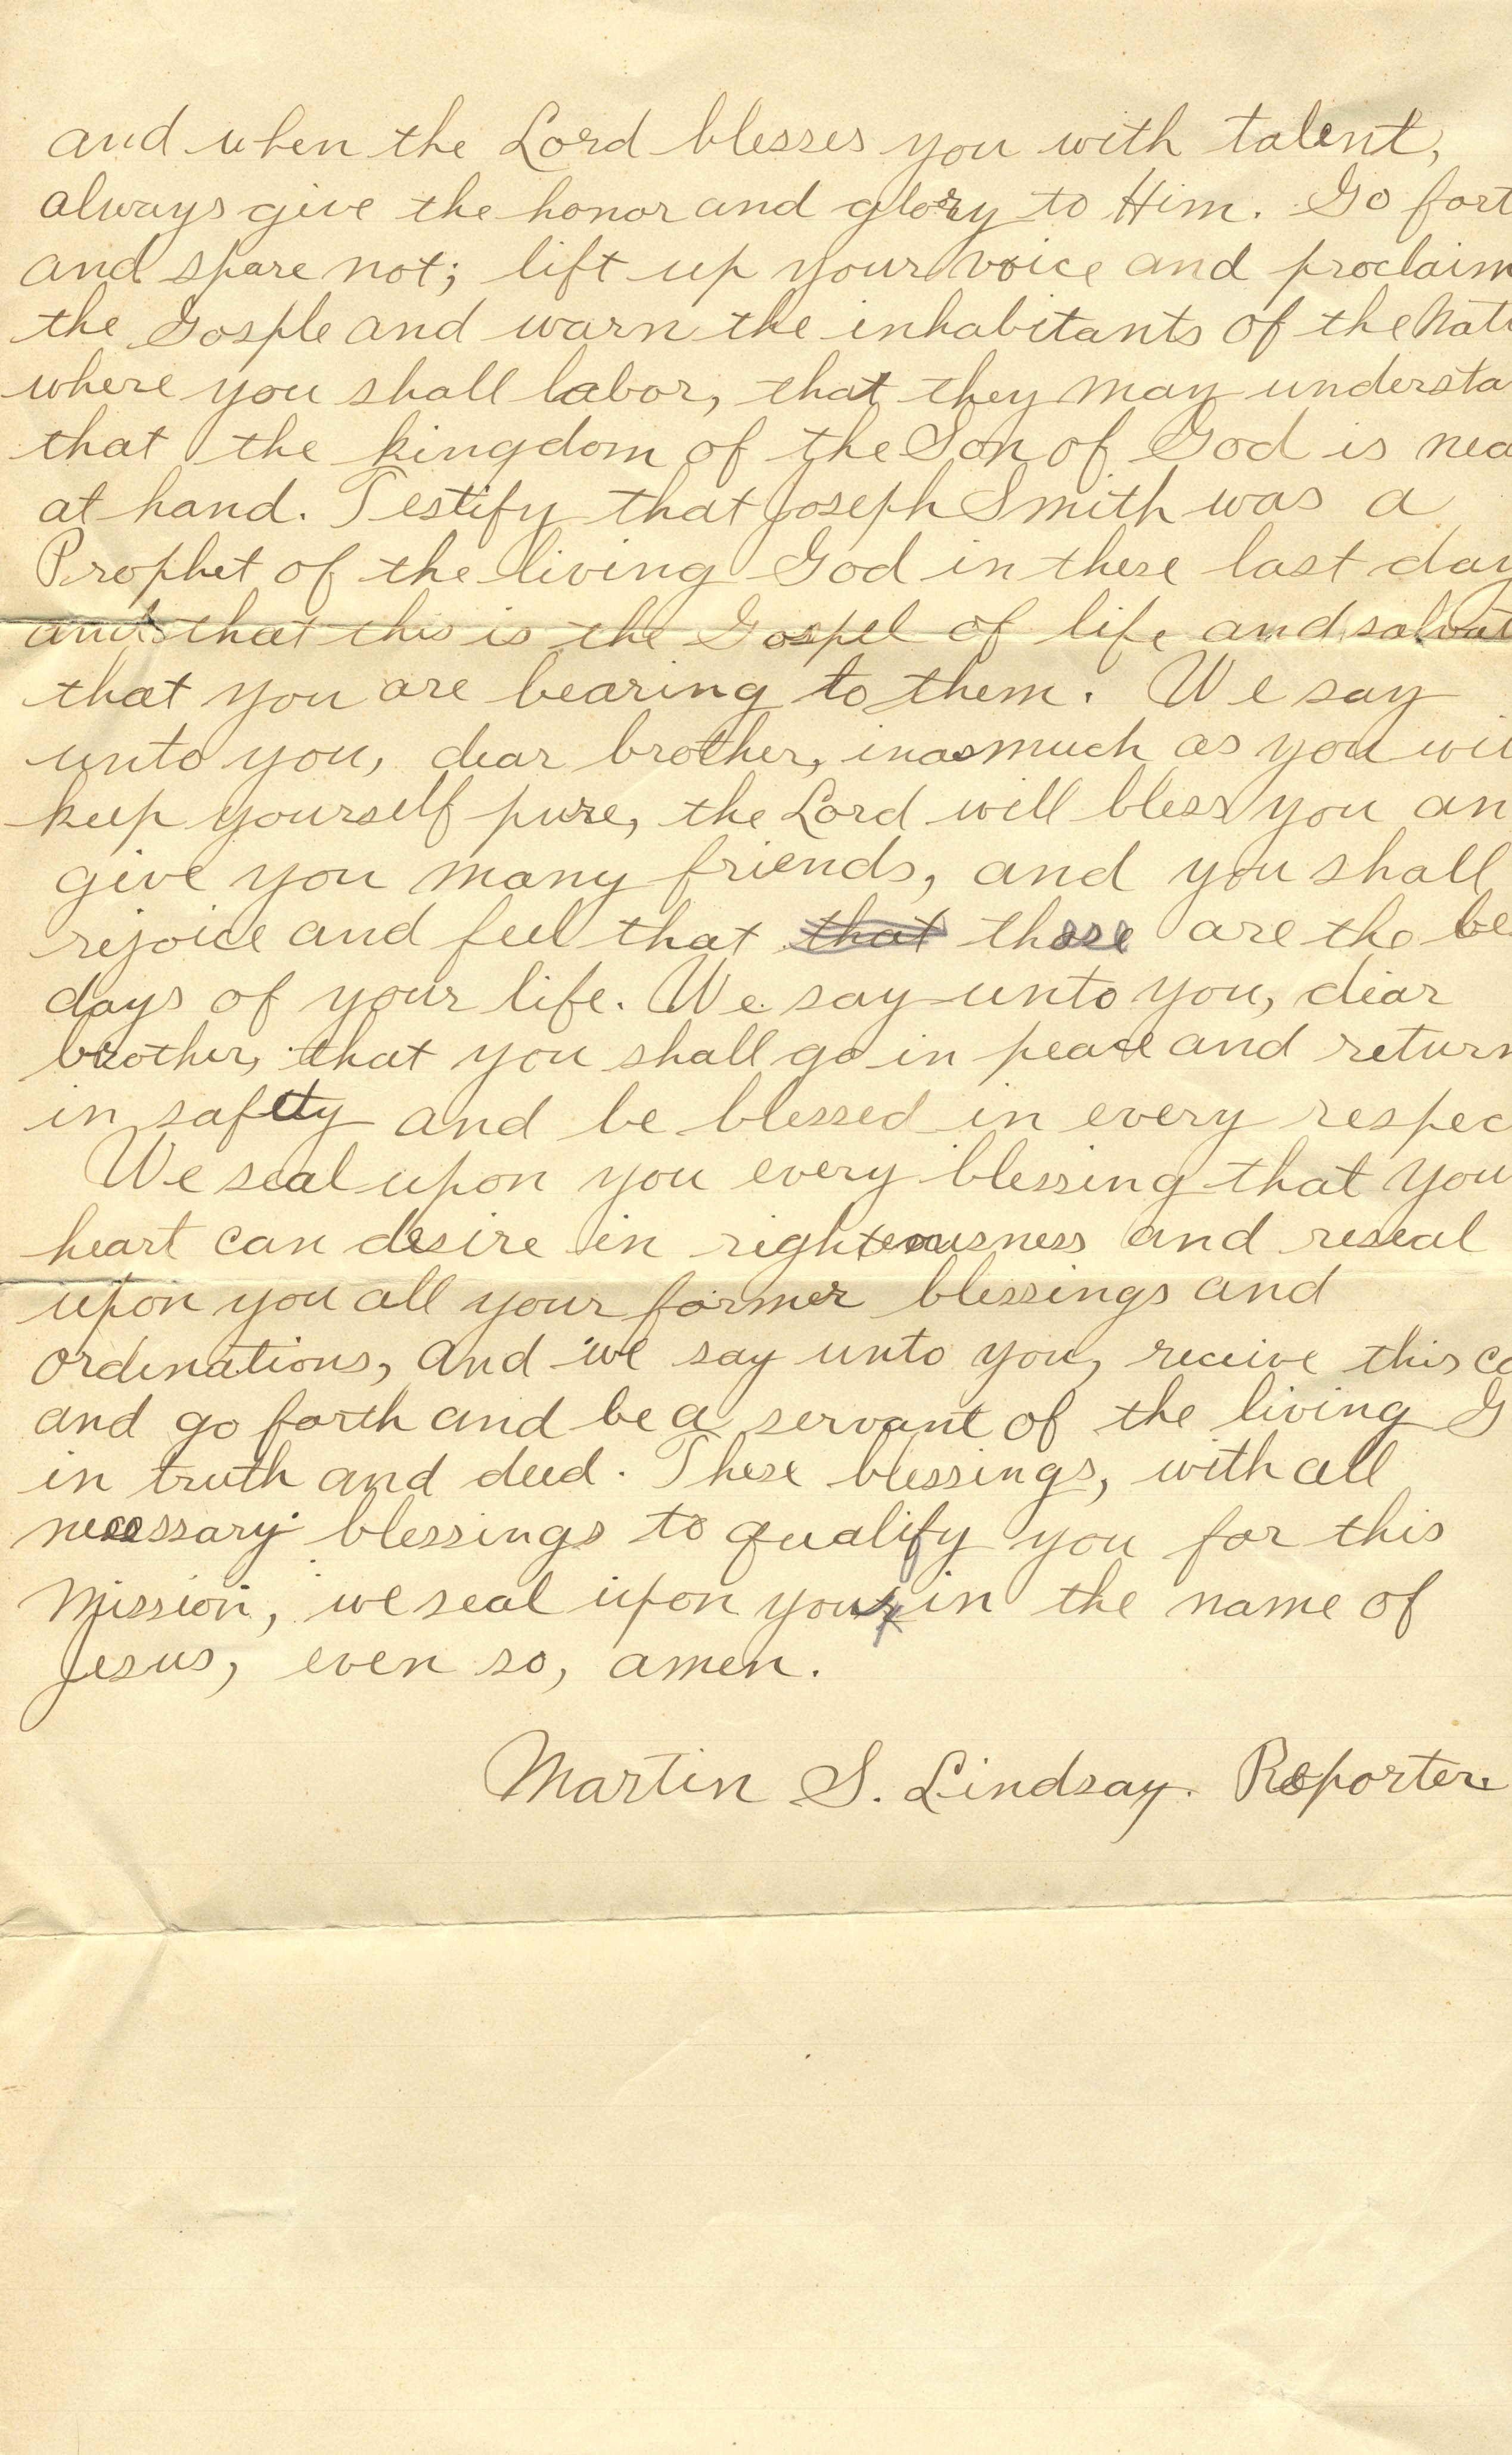 and when the Lord blesses you with talent,
always give the honor and glory to Him. Go fort
and spare not; lift up your voice and proclaim
the Gosple and warn the inhabitants of the Nati
where you shall labor, that they may understa
that the kingdom of the Son of God is nea
at hand. Testify that Joseph Smith was a
Prophet of the living God in these last day
and that this is the Gospel of life and salvat
that you are bearing to them. We say
unto you, dear brother, inasmuch as you wil
keep yourself pure, the Lord will bless you an
give you many friends, and you shall
rejoice and feel that that these are the be
days of your life. We say unto you, dear
brother, that you shall go in peace and return
in safety and be blessed in every respec
We seal upon you every blessing that you
heart can desire in righteousness and reseal
upon you all your former blessings and
ordinations, and we say unto you, receive this ca
and go forth and be a servant of the living G
in truth and deed. These blessings, with all
necessary blessings to qualify you for this
Mission, we seal upon you in the name of
Jesus, even so, amen.
Martin S. Lindsay. Reporter